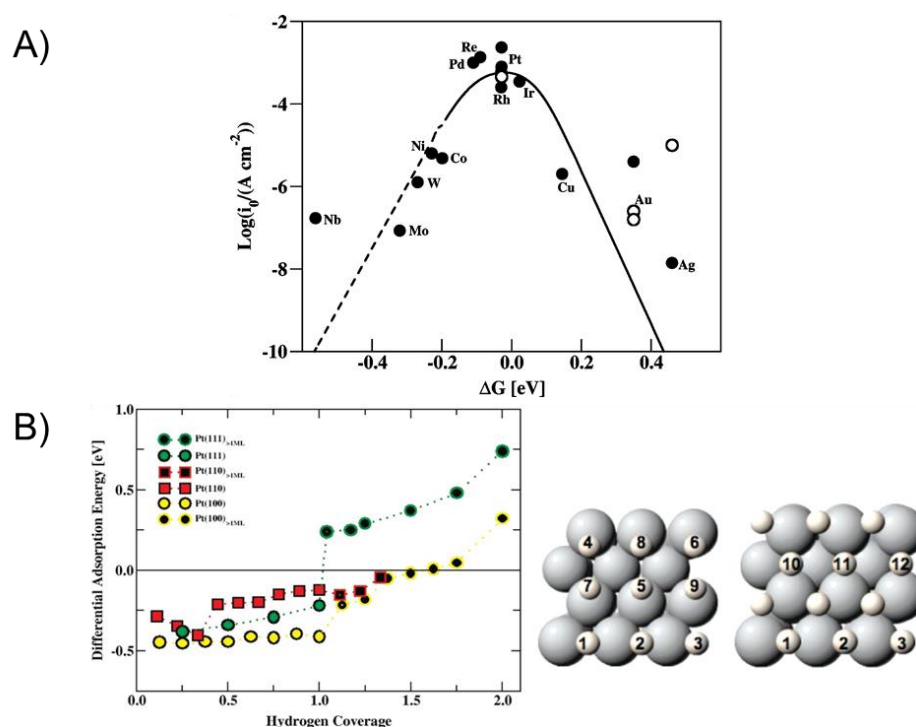 A)
Log(i₀/(A cm⁻²))
-2
-4
-6
-8
-10
Re
Pd
Pt
Rh
Ir
Ni
Co
W
Nb
Mo
Cu
Au
Ag
-0.4 -0.2 0.0 0.2 0.4
ΔG [eV]
B)
Differential Adsorption Energy [eV]
1.0
0.5
0.0
-0.5
Pt(111)>1ML
Pt(111)
Pt(110)>1ML
Pt(110)
Pt(100)
Pt(100)>1ML
0.0 0.5 1.0 1.5 2.0
Hydrogen Coverage
4 8 6
7 5 9
1 2 3
10 11 12
1 2 3